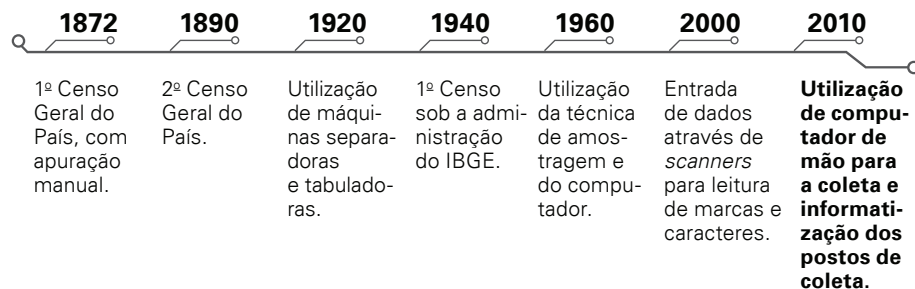 1872
1890
1920
1940
1960
2000
2010
1º Censo
Geral do
País, com
apuração
manual.
2º Censo
Geral do
País.
Utilização
de máqui-
nas separa-
doras
e tabulado-
ras.
1º Censo
sob a admi-
nistração
do IBGE.
Utilização
da técnica
de amos-
tragem e
do compu-
tador.
Entrada
de dados
através de
scanners
para leitura
de marcas e
caracteres.
Utilização
de compu-
tador de
mão para
a coleta e
informati-
zação dos
postos de
coleta.